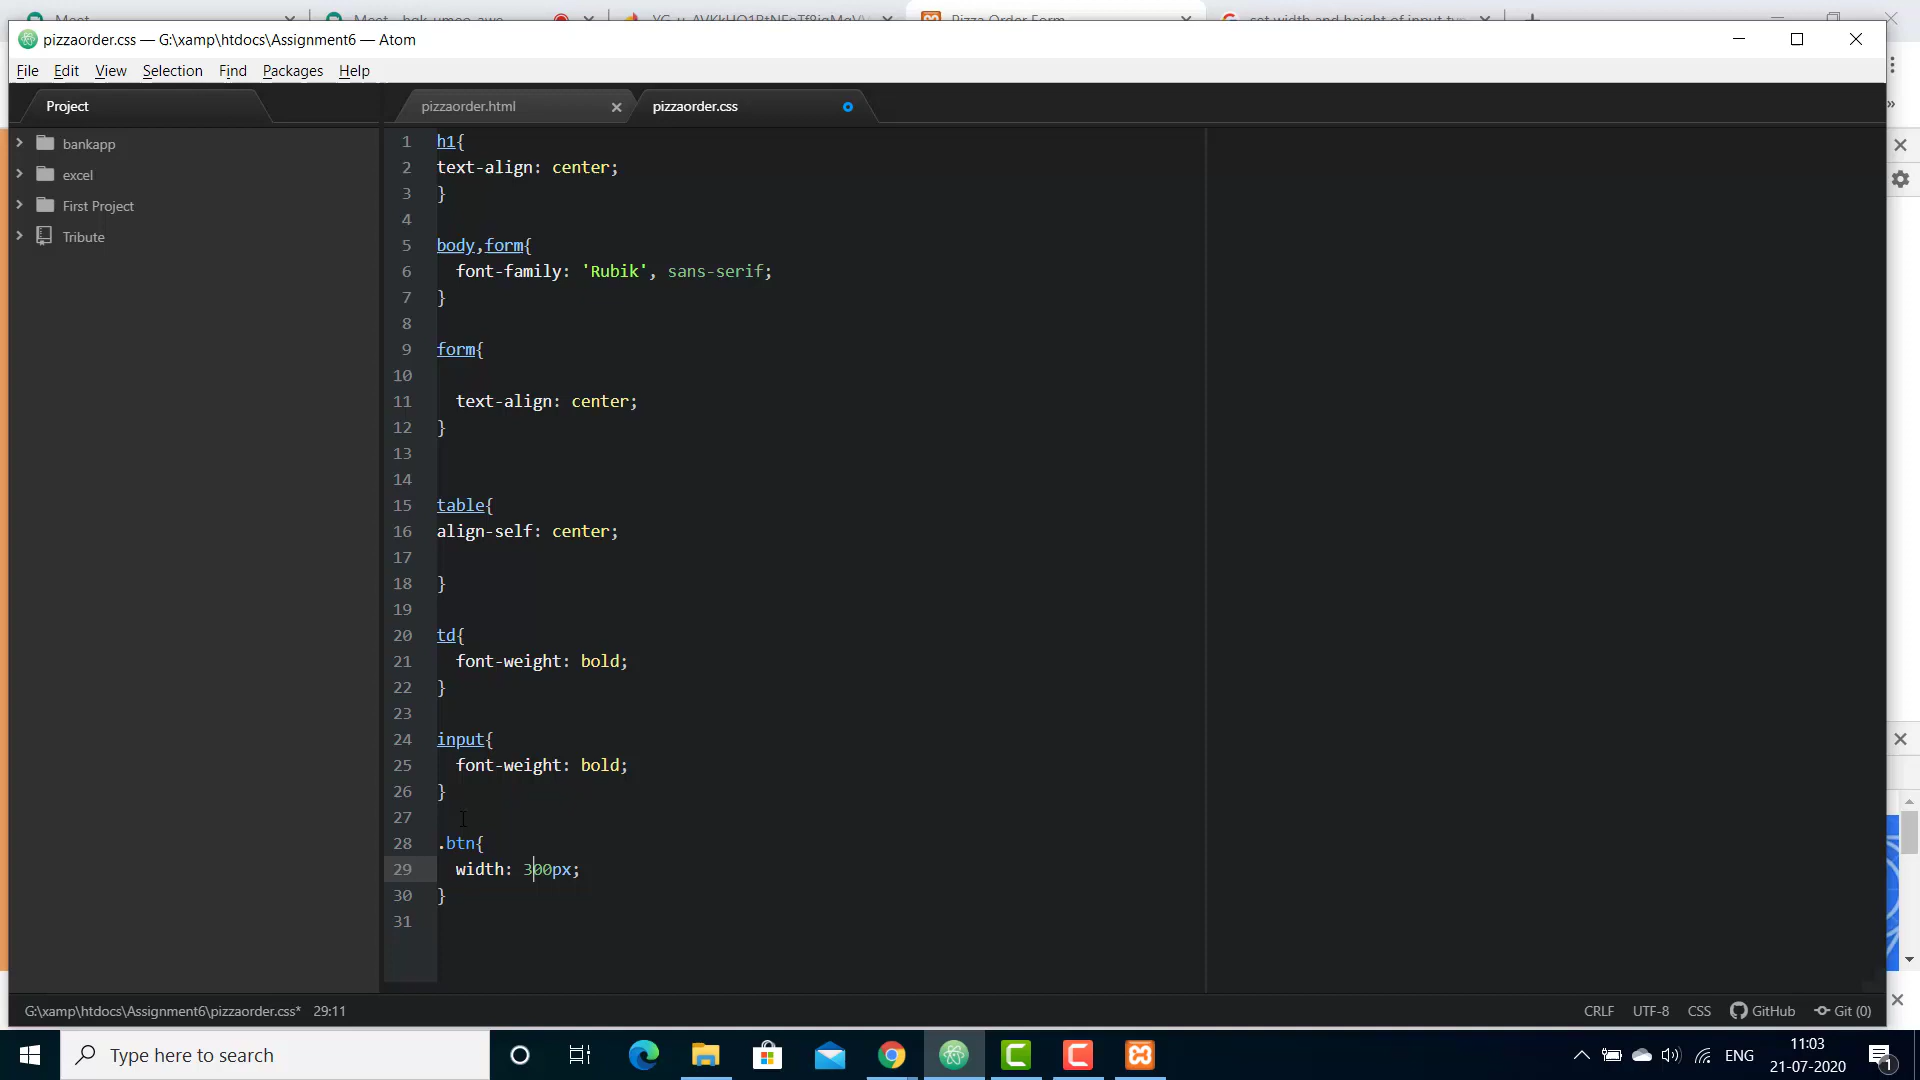 pizzaorder.css — G:\xamp\htdocs\Assignment6 — Atom
File Edit View Selection Find Packages Help
Project
pizzaorder.html
pizzaorder.css
bankapp
excel
First Project
Tribute
1 h1{
2 text-align: center;
3 }
4
5 body,form{
6 font-family: 'Rubik', sans-serif;
7 }
8
9 form{
10
11 text-align: center;
12 }
13
14
15 table{
16 align-self: center;
17
18 }
19
20 td{
21 font-weight: bold;
22 }
23
24 input{
25 font-weight: bold;
26 }
27
28 .btn{
29 width: 300px;
30 }
31
G:\xamp\htdocs\Assignment6\pizzaorder.css* 29:11
CRLF UTF-8 CSS GitHub Git (0)
Type here to search
ENG
11:03
21-07-2020
1